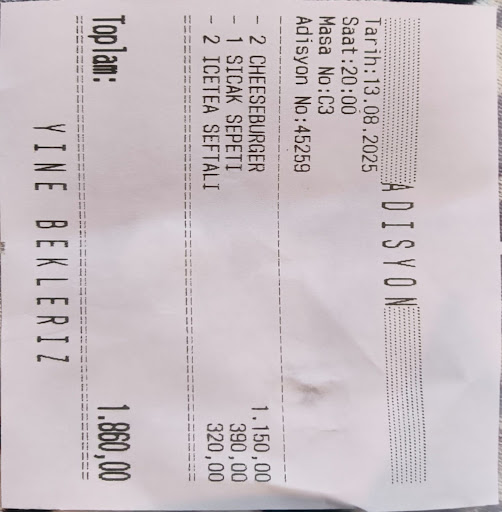 ADISYON
Tarih:13.08.2025
Saat:20:00
Masa No:C3
Adisyon No:45259
- 2 CHEESEBURGER 1.150,00
- 1 SICAK SEPETI 390,00
- 2 ICETEA SEFTALI 320,00
Toplam: 1.860,00
YINE BEKLERIZ